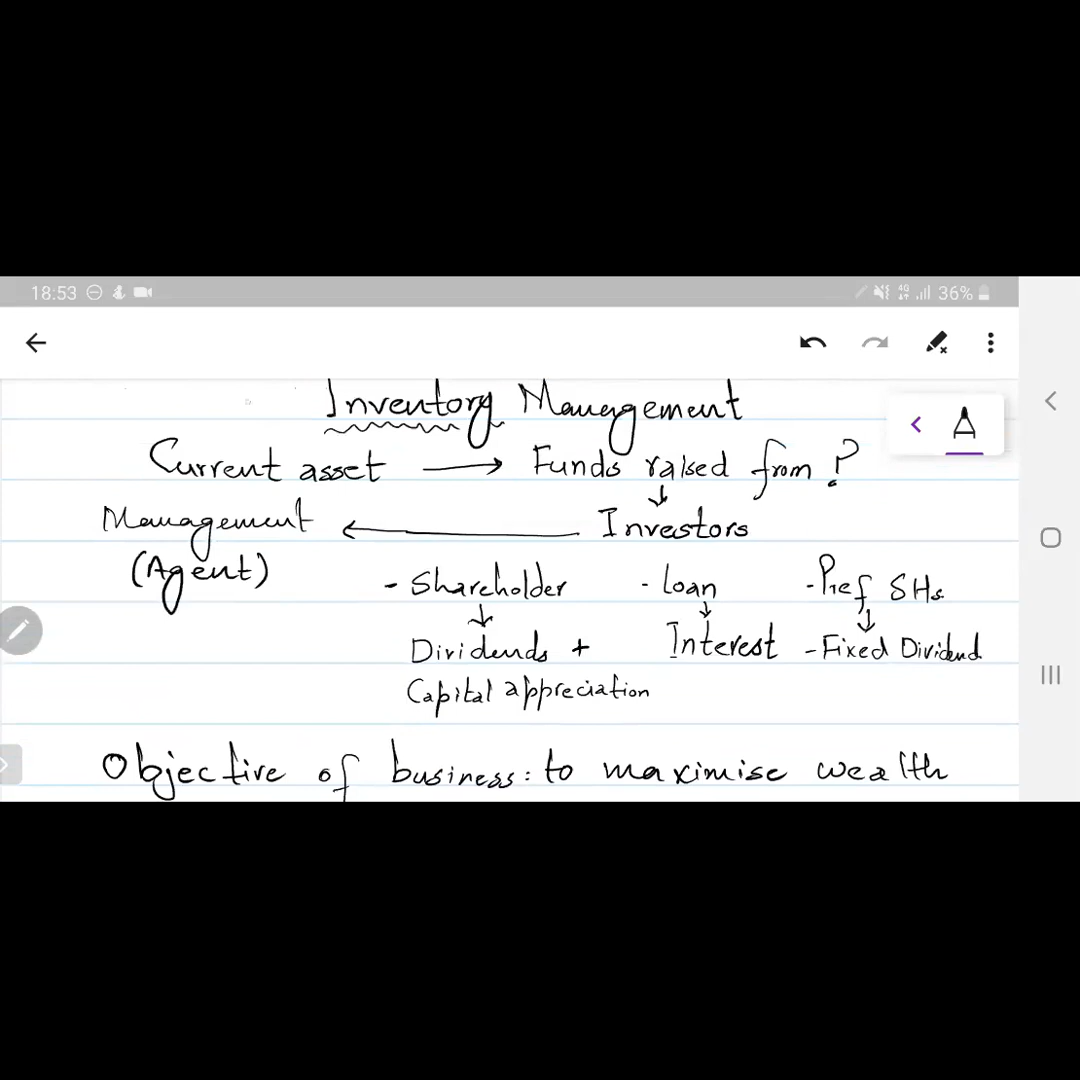 18:53 36%
Inventory Management
Current asset → Funds raised from ?
↓
Management ← Investors
(Agent)
- Shareholder - Loan - Pref SHs
↓ ↓ ↓
Dividends + Interest - Fixed Dividend
Capital appreciation
Objective of business: to maximise wealth